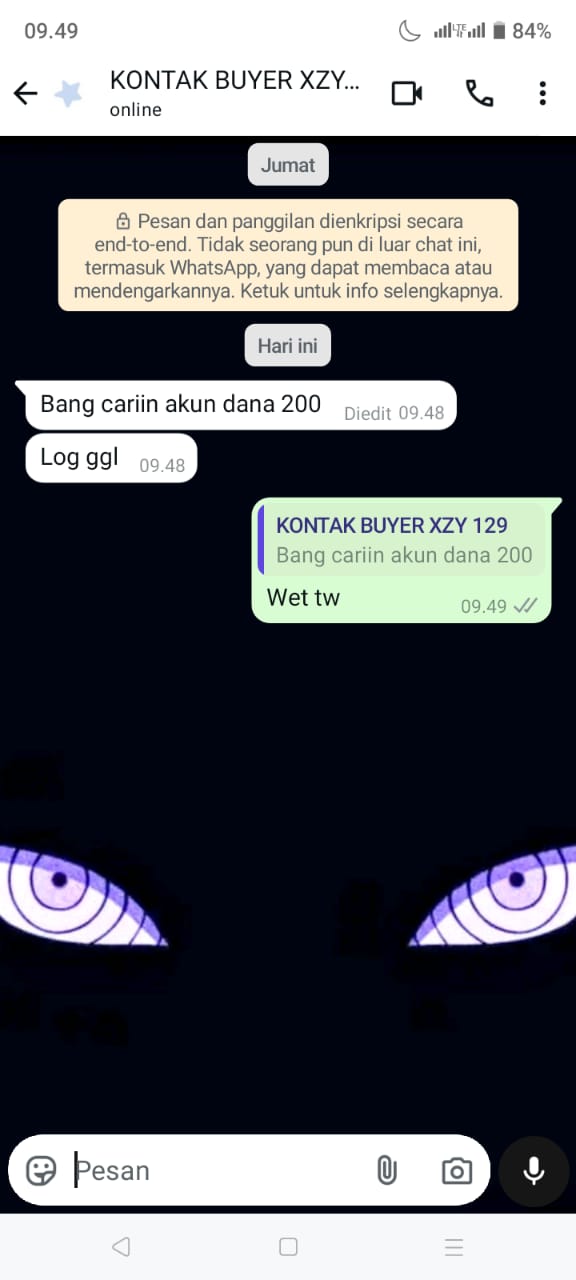 09.49
LTE
84%
KONTAK BUYER XZY...
online
Jumat
Pesan dan panggilan dienkripsi secara
end-to-end. Tidak seorang pun di luar chat ini,
termasuk WhatsApp, yang dapat membaca atau
mendengarkannya. Ketuk untuk info selengkapnya.
Hari ini
Bang cariin akun dana 200
Diedit 09.48
Log ggl
09.48
KONTAK BUYER XZY 129
Bang cariin akun dana 200
Wet tw
09.49
Pesan